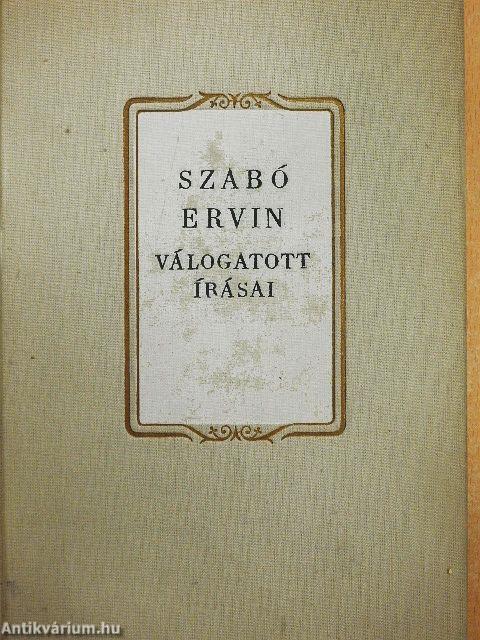 SZABÓ
ERVIN
VÁLOGATOTT
ÍRÁSAI
Antikvárium.hu